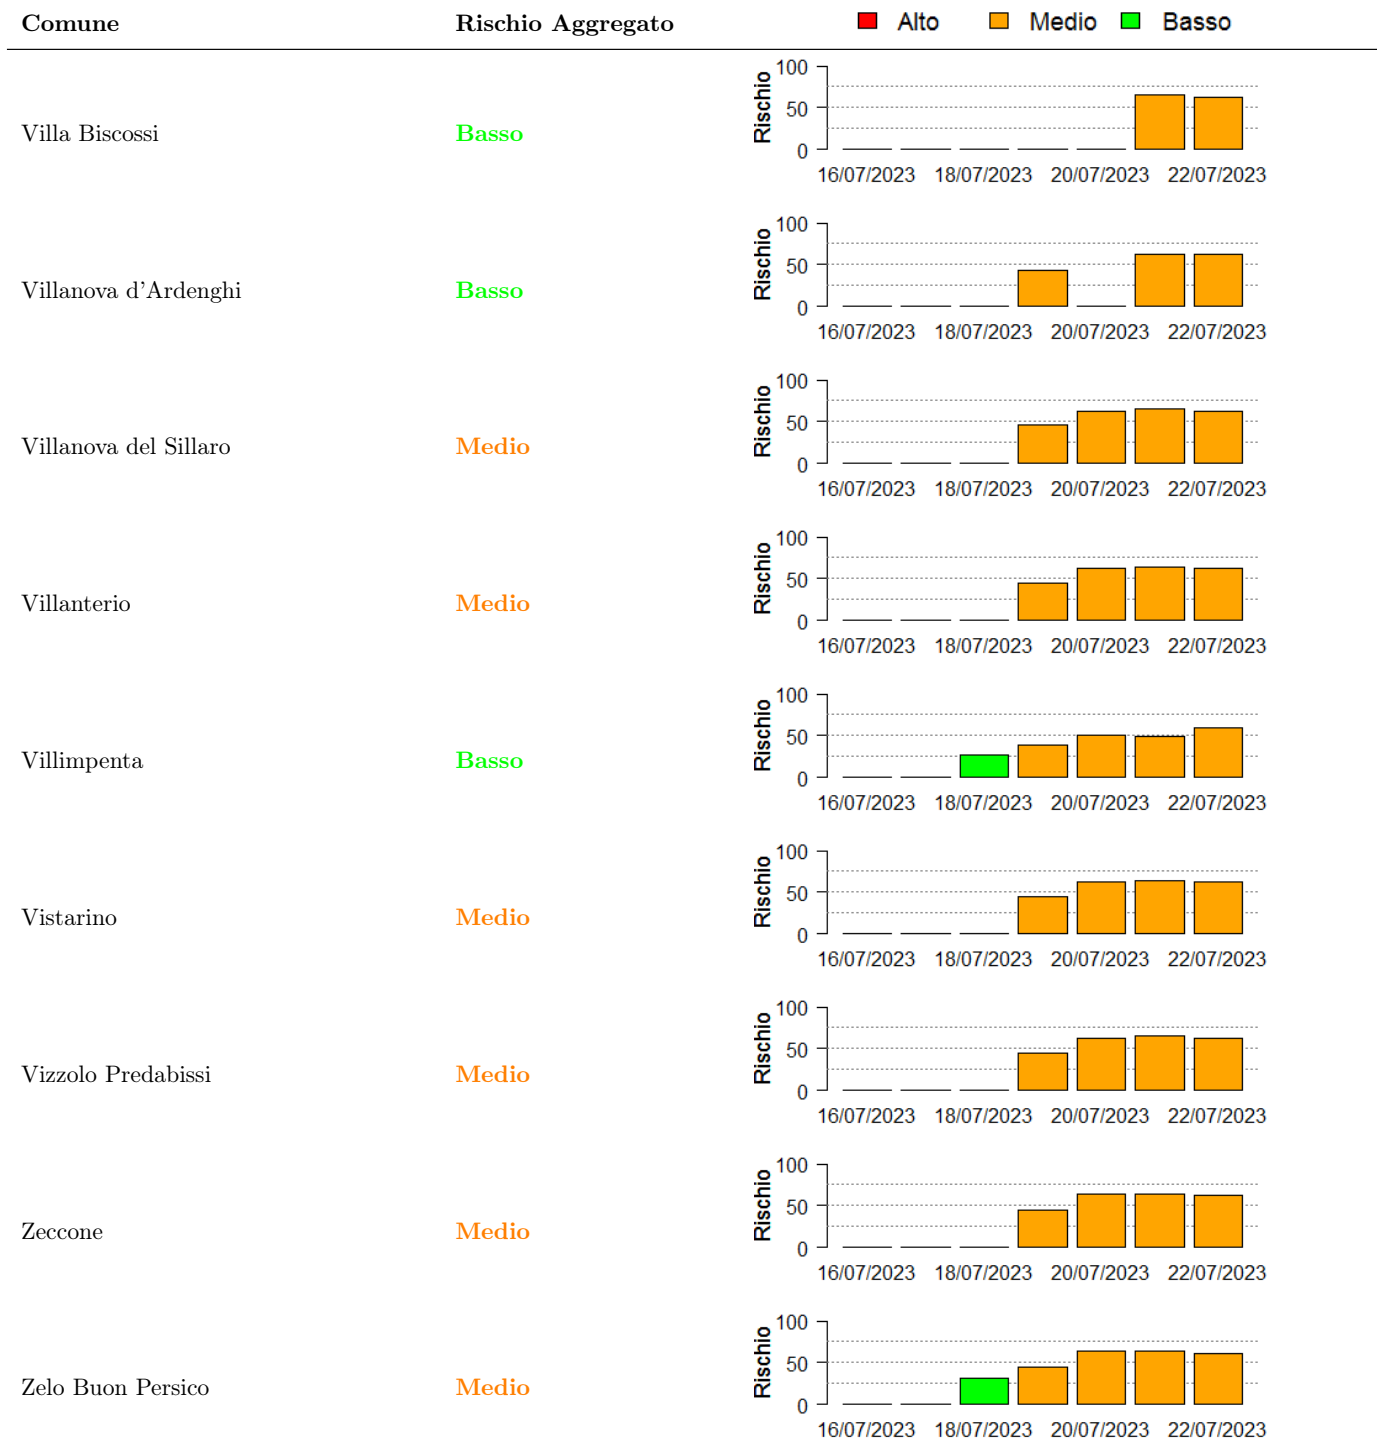 Comune Rischio Aggregato Alto Medio Basso
100
Rischio
50
Villa Biscossi Basso
0
16/07/2023 18/07/2023 20/07/2023 22/07/2023
100
Rischio
50
Villanova d'Ardenghi Basso
0
16/07/2023 18/07/2023 20/07/2023 22/07/2023
100
Rischio
50
Villanova del Sillaro Medio
0
16/07/2023 18/07/2023 20/07/2023 22/07/2023
100
Rischio
50
Villanterio Medio
0
16/07/2023 18/07/2023 20/07/2023 22/07/2023
100
Rischio
50
Villimpenta Basso
0
16/07/2023 18/07/2023 20/07/2023 22/07/2023
100
Rischio
50
Vistarino Medio
0
16/07/2023 18/07/2023 20/07/2023 22/07/2023
100
Rischio
50
Vizzolo Predabissi Medio
0
16/07/2023 18/07/2023 20/07/2023 22/07/2023
100
Rischio
50
Zeccone Medio
0
16/07/2023 18/07/2023 20/07/2023 22/07/2023
100
Rischio
50
Zelo Buon Persico Medio
0
16/07/2023 18/07/2023 20/07/2023 22/07/2023